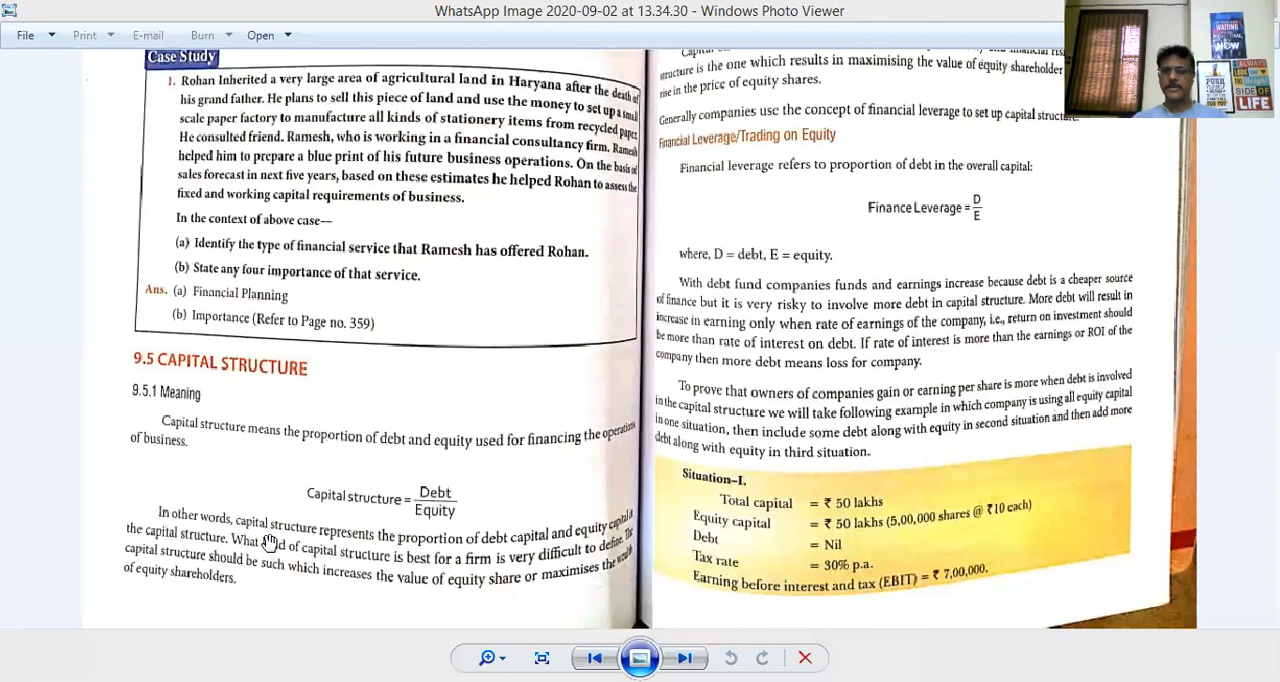 WhatsApp Image 2020-09-02 at 13.34.30 - Windows Photo Viewer
File Print E-mail Burn Open
Case Study
1. Rohan Inherited a very large area of agricultural land in Haryana after the death of
his grand father. He plans to sell this piece of land and use the money to set up a small
scale paper factory to manufacture all kinds of stationery items from recycled paper.
He consulted friend. Ramesh, who is working in a financial consultancy firm. Ramesh
helped him to prepare a blue print of his future business operations. On the basis of
sales forecast in next five years, based on these estimates he helped Rohan to assess the
fixed and working capital requirements of business.
In the context of above case—
(a) Identify the type of financial service that Ramesh has offered Rohan.
(b) State any four importance of that service.
Ans. (a) Financial Planning
(b) Importance (Refer to Page no. 359)
9.5 CAPITAL STRUCTURE
9.5.1 Meaning
Capital structure means the proportion of debt and equity used for financing the operations
of business.
Capital structure = Debt
Equity
In other words, capital structure represents the proportion of debt capital and equity capital in
the capital structure. What of capital structure is best for a firm is very difficult to define. The
capital structure should be such which increases the value of equity share or maximises the wealth
of equity shareholders.
structure is the one which results in maximising the value of equity shareholder
rise in the price of equity shares.
Generally companies use the concept of financial leverage to set up capital
Financial Leverage/Trading on Equity
Financial leverage refers to proportion of debt in the overall capital:
Finance Leverage = D
E
where, D = debt, E = equity.
With debt fund companies funds and earnings increase because debt is a cheaper source
of finance but it is very risky to involve more debt in capital structure. More debt will result in
increase in earning only when rate of earnings of the company, i.e., return on investment should
be more than rate of interest on debt. If rate of interest is more than the earnings or ROI of the
company then more debt means loss for company.
To prove that owners of companies gain or earning per share is more when debt is involved
in the capital structure we will take following example in which company is using all equity capital
in one situation, then include some debt along with equity in second situation and then add more
debt along with equity in third situation.
Situation–I.
Total capital = ₹ 50 lakhs
Equity capital = ₹ 50 lakhs (5,00,000 shares @ ₹10 each)
Debt = Nil
Tax rate = 30% p.a.
Earning before interest and tax (EBIT) = ₹ 7,00,000.
WAITING
NOW
PUSH
ALWAYS
LOOK ON
THE Bright
SIDE OF
LIFE